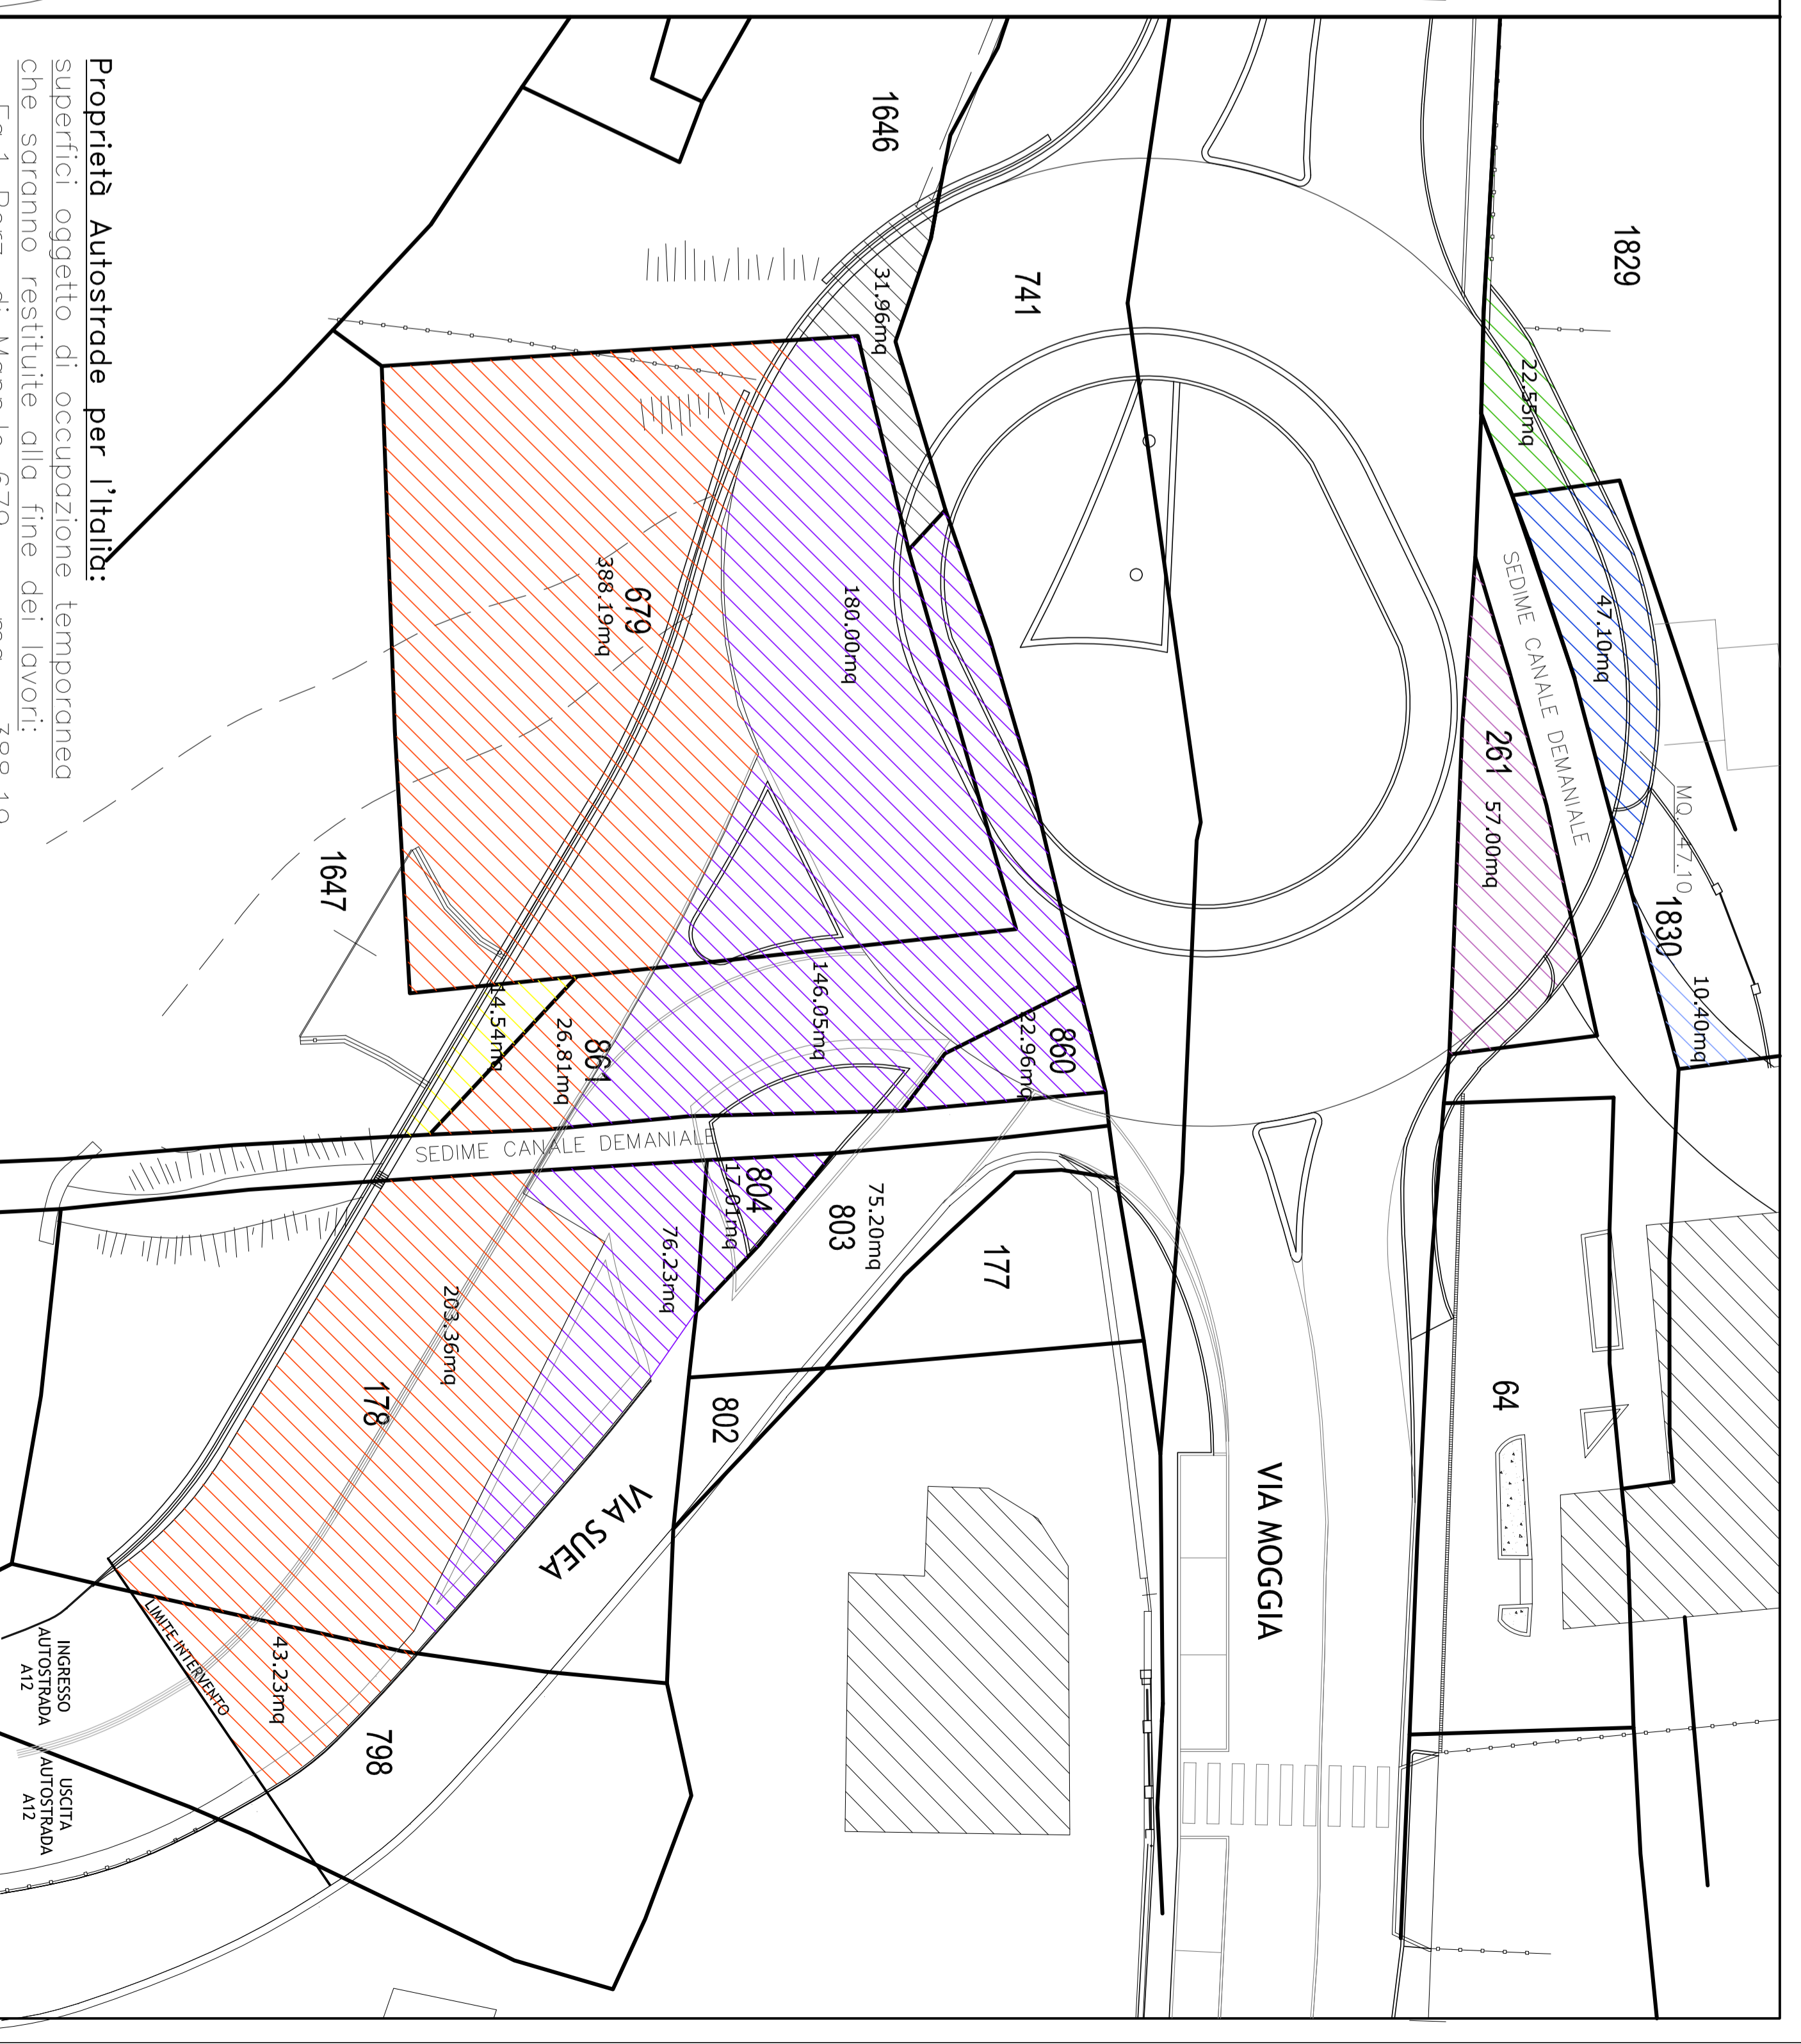 1829
22.55mq
47.10mq
SEDIME CANALE DEMANIALE
MQ. 47.10
1830
10.40mq
261
57.00mq
64
VIA MOGGIA
741
1646
31.96mq
180.00mq
146.05mq
860
22.96mq
679
388.19mq
861
26.81mq
14.54mq
1647
SEDIME CANALE DEMANIALE
804
17.01mq
75.20mq
803
177
76.23mq
802
VIA SUEA
203.36mq
178
43.23mq
798
LIMITE INTERVENTO
INGRESSO
AUTOSTRADA
A12
USCITA
AUTOSTRADA
A12
Proprietà Autostrade per l'Italia:
superfici oggetto di occupazione temporanea
che saranno restituite alla fine dei lavori: